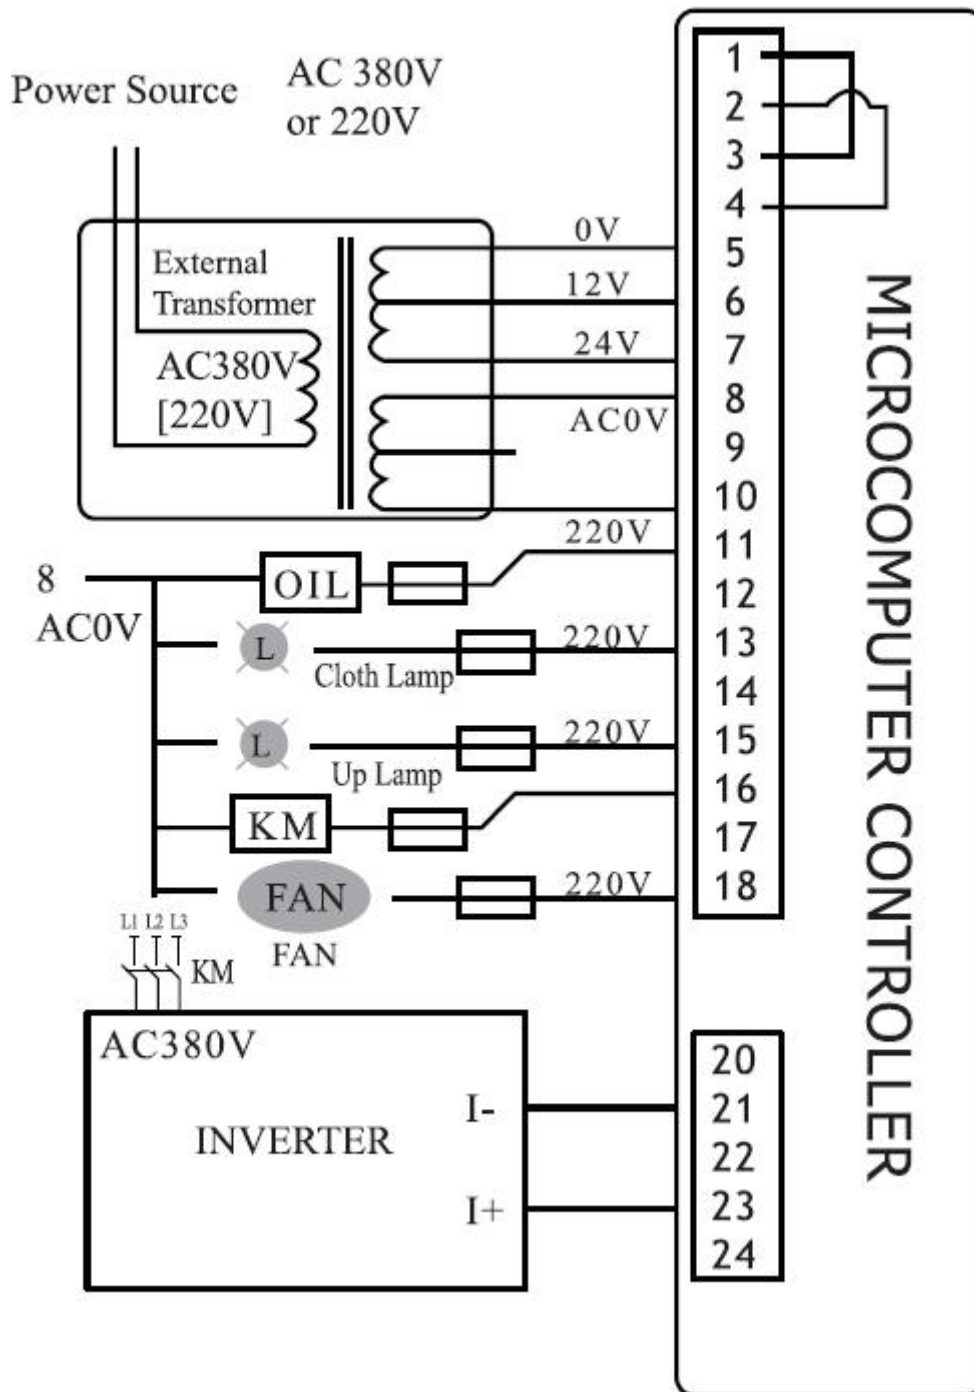 Power Source
AC 380V
or 220V
External
Transformer
AC380V
[220V]
0V
12V
24V
AC0V
220V
8
AC0V
OIL
L
220V
Cloth Lamp
L
220V
Up Lamp
KM
FAN
220V
FAN
L1 L2 L3
KM
AC380V
INVERTER
I-
I+
1
2
3
4
5
6
7
8
9
10
11
12
13
14
15
16
17
18
20
21
22
23
24
MICROCOMPUTER CONTROLLER